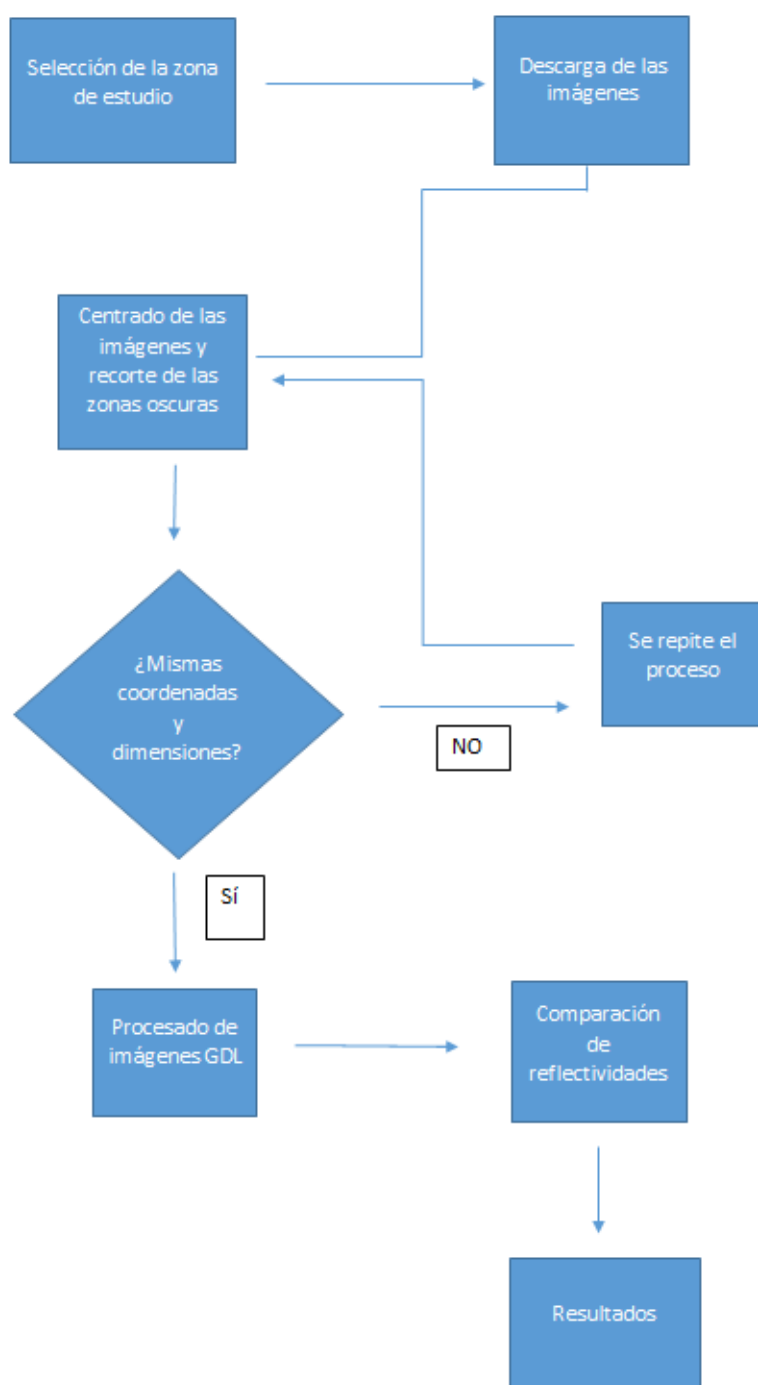 Selección de la zona
de estudio
Descarga de las
imágenes
Centrado de las
imágenes y
recorte de las
zonas oscuras
¿Mismas
coordenadas
y
dimensiones?
NO
Se repite el
proceso
Sí
Procesado de
imágenes GDL
Comparación
de
reflectividades
Resultados